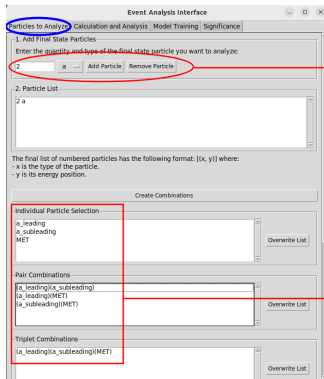 Event Analysis Interface
Particles to Analyze Calculation and Analysis Model Training Significance
1. Add Final State Particles
Enter the quantity and type of the final state particle you want to analyze:
2 a Add Particle Remove Particle
2. Particle List
2 a
The final list of numbered particles has the following format: [(x, y)] where:
- x is the type of the particle.
- y is its energy position.
Create Combinations
Individual Particle Selection
a_leading
a_subleading
MET
Overwrite List
Pair Combinations
(a_leading)(a_subleading)
(a_leading)(MET)
(a_subleading)(MET)
Overwrite List
Triplet Combinations
(a_leading)(a_subleading)(MET)
Overwrite List